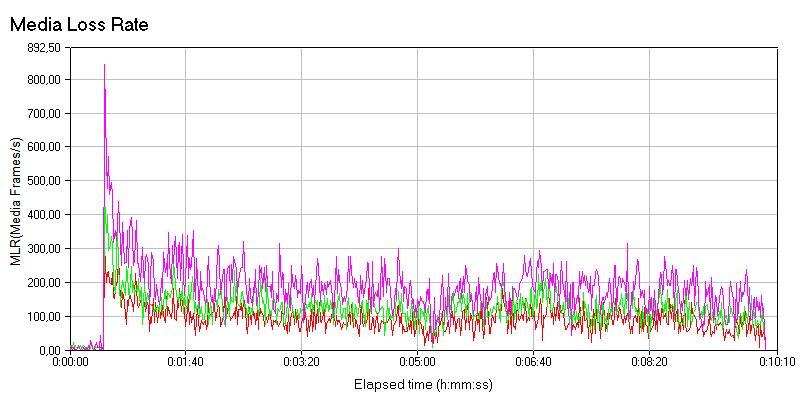 Media Loss Rate
892,50
800,00
700,00
600,00
500,00
400,00
300,00
200,00
100,00
0,00
MLR(Media Frames/s)
0:00:00 0:01:40 0:03:20 0:05:00 0:06:40 0:08:20 0:10:10
Elapsed time (h:mm:ss)